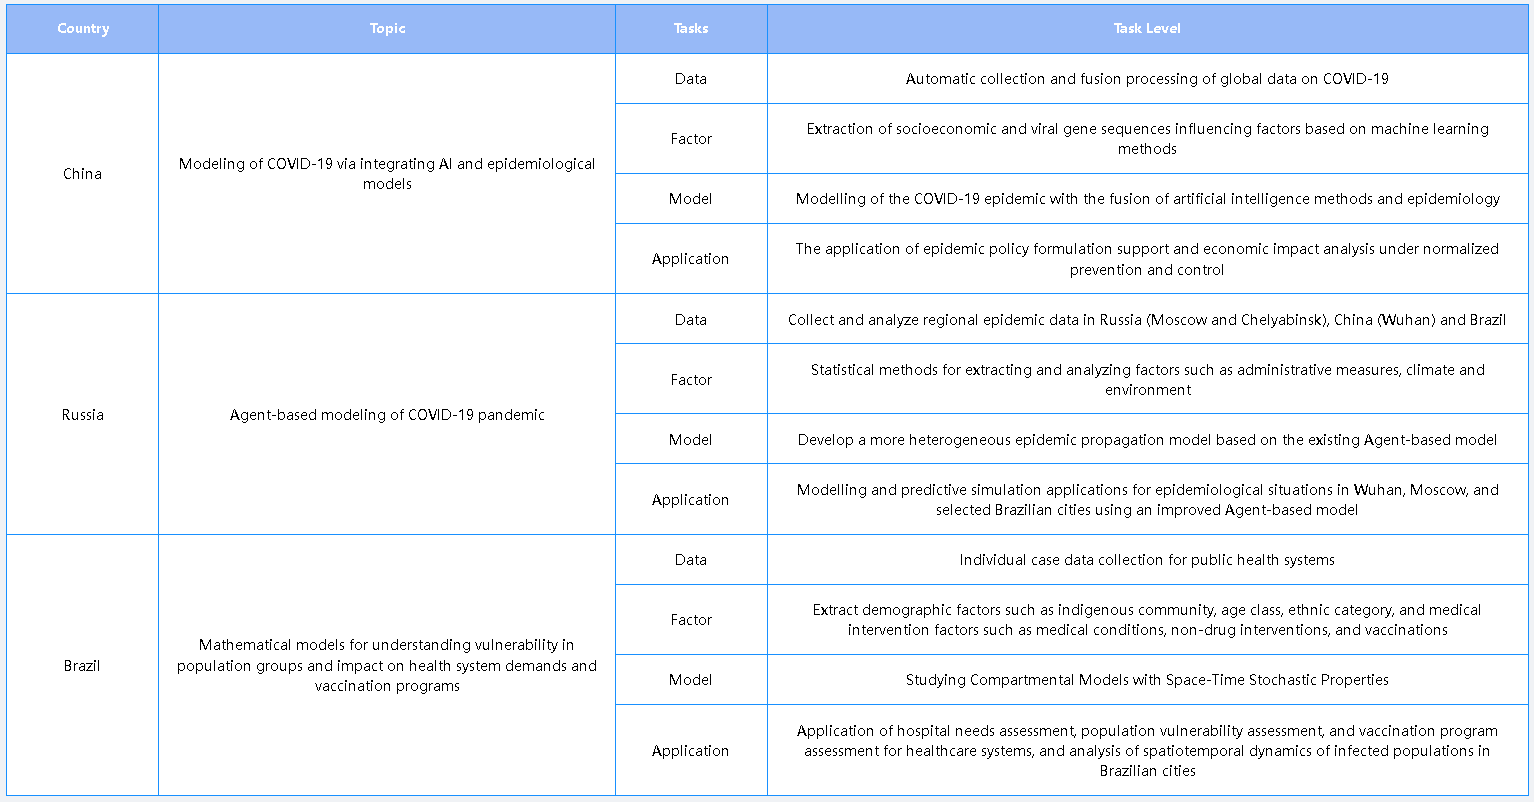 Country Topic Tasks Task Level
China
Modeling of COVID-19 via integrating AI and epidemiological
models
Data
Automatic collection and fusion processing of global data on COVID-19
Factor
Extraction of socioeconomic and viral gene sequences influencing factors based on machine learning
methods
Model
Modelling of the COVID-19 epidemic with the fusion of artificial intelligence methods and epidemiology
Application
The application of epidemic policy formulation support and economic impact analysis under normalized
prevention and control
Russia
Agent-based modeling of COVID-19 pandemic
Data
Collect and analyze regional epidemic data in Russia (Moscow and Chelyabinsk), China (Wuhan) and Brazil
Factor
Statistical methods for extracting and analyzing factors such as administrative measures, climate and
environment
Model
Develop a more heterogeneous epidemic propagation model based on the existing Agent-based model
Application
Modelling and predictive simulation applications for epidemiological situations in Wuhan, Moscow, and
selected Brazilian cities using an improved Agent-based model
Brazil
Mathematical models for understanding vulnerability in
population groups and impact on health system demands and
vaccination programs
Data
Individual case data collection for public health systems
Factor
Extract demographic factors such as indigenous community, age class, ethnic category, and medical
intervention factors such as medical conditions, non-drug interventions, and vaccinations
Model
Studying Compartmental Models with Space-Time Stochastic Properties
Application
Application of hospital needs assessment, population vulnerability assessment, and vaccination program
assessment for healthcare systems, and analysis of spatiotemporal dynamics of infected populations in
Brazilian cities